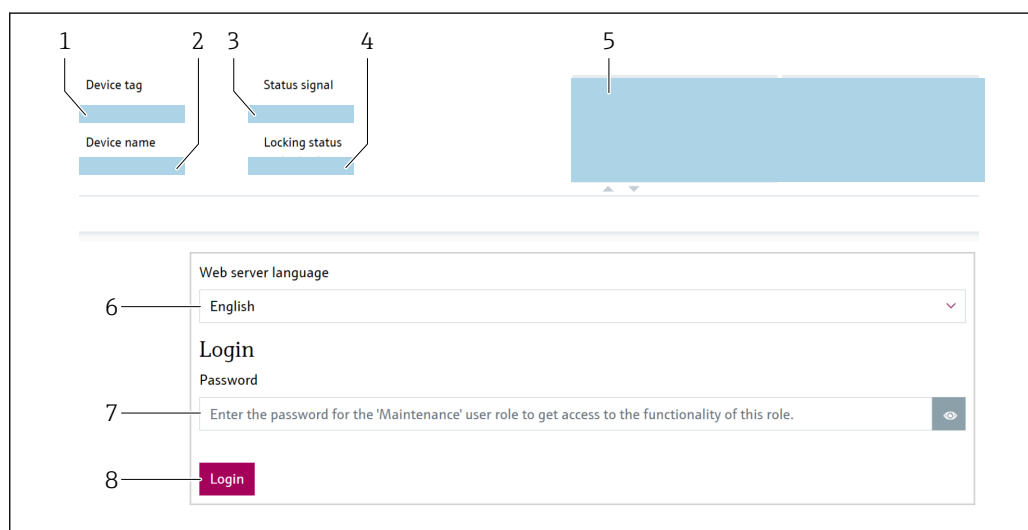 1 2 3 4 5
Device tag Status signal
Device name Locking status
Web server language
6 English
Login
Password
7 Enter the password for the 'Maintenance' user role to get access to the functionality of this role.
8 Login